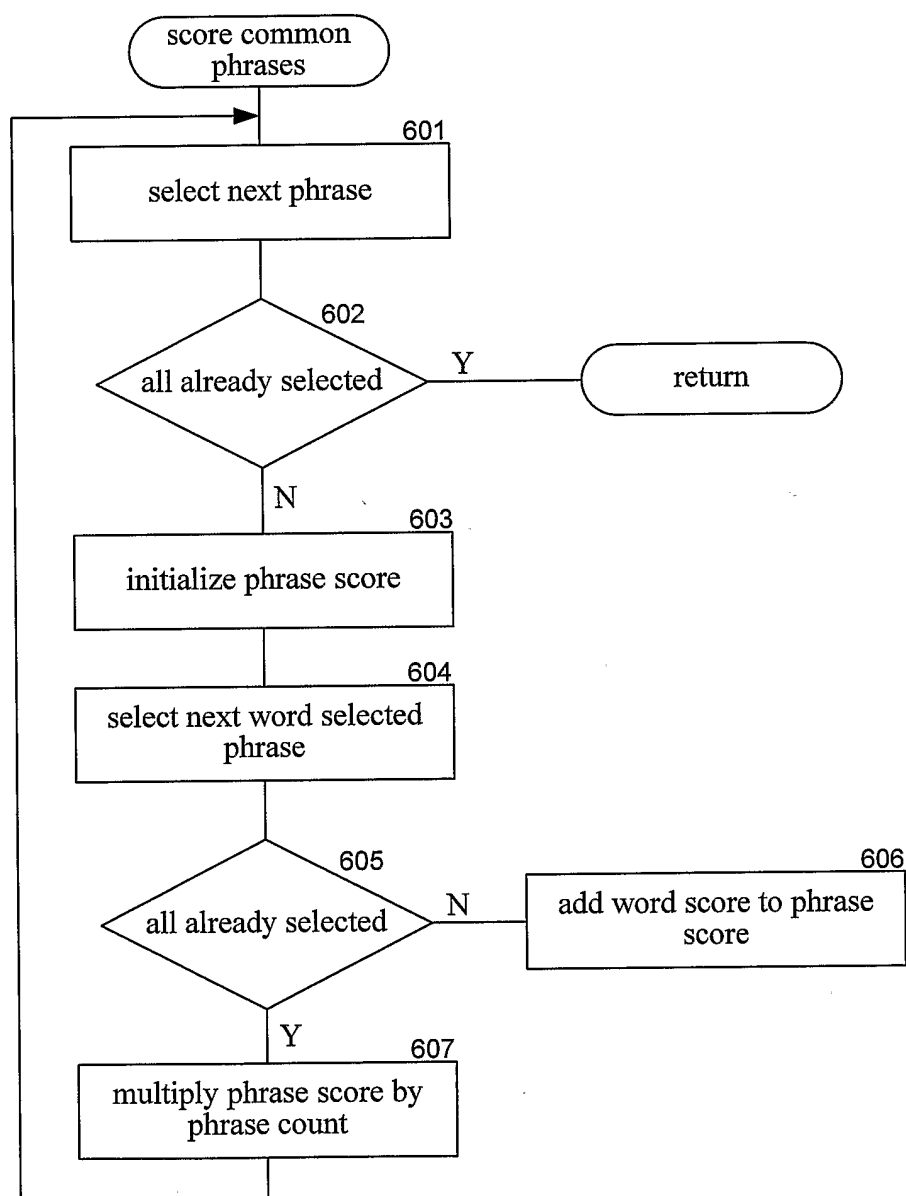 score common
phrases
601
select next phrase
602
all already selected
Y
return
N
603
initialize phrase score
604
select next word selected
phrase
605
all already selected
N
606
add word score to phrase
score
Y
607
multiply phrase score by
phrase count